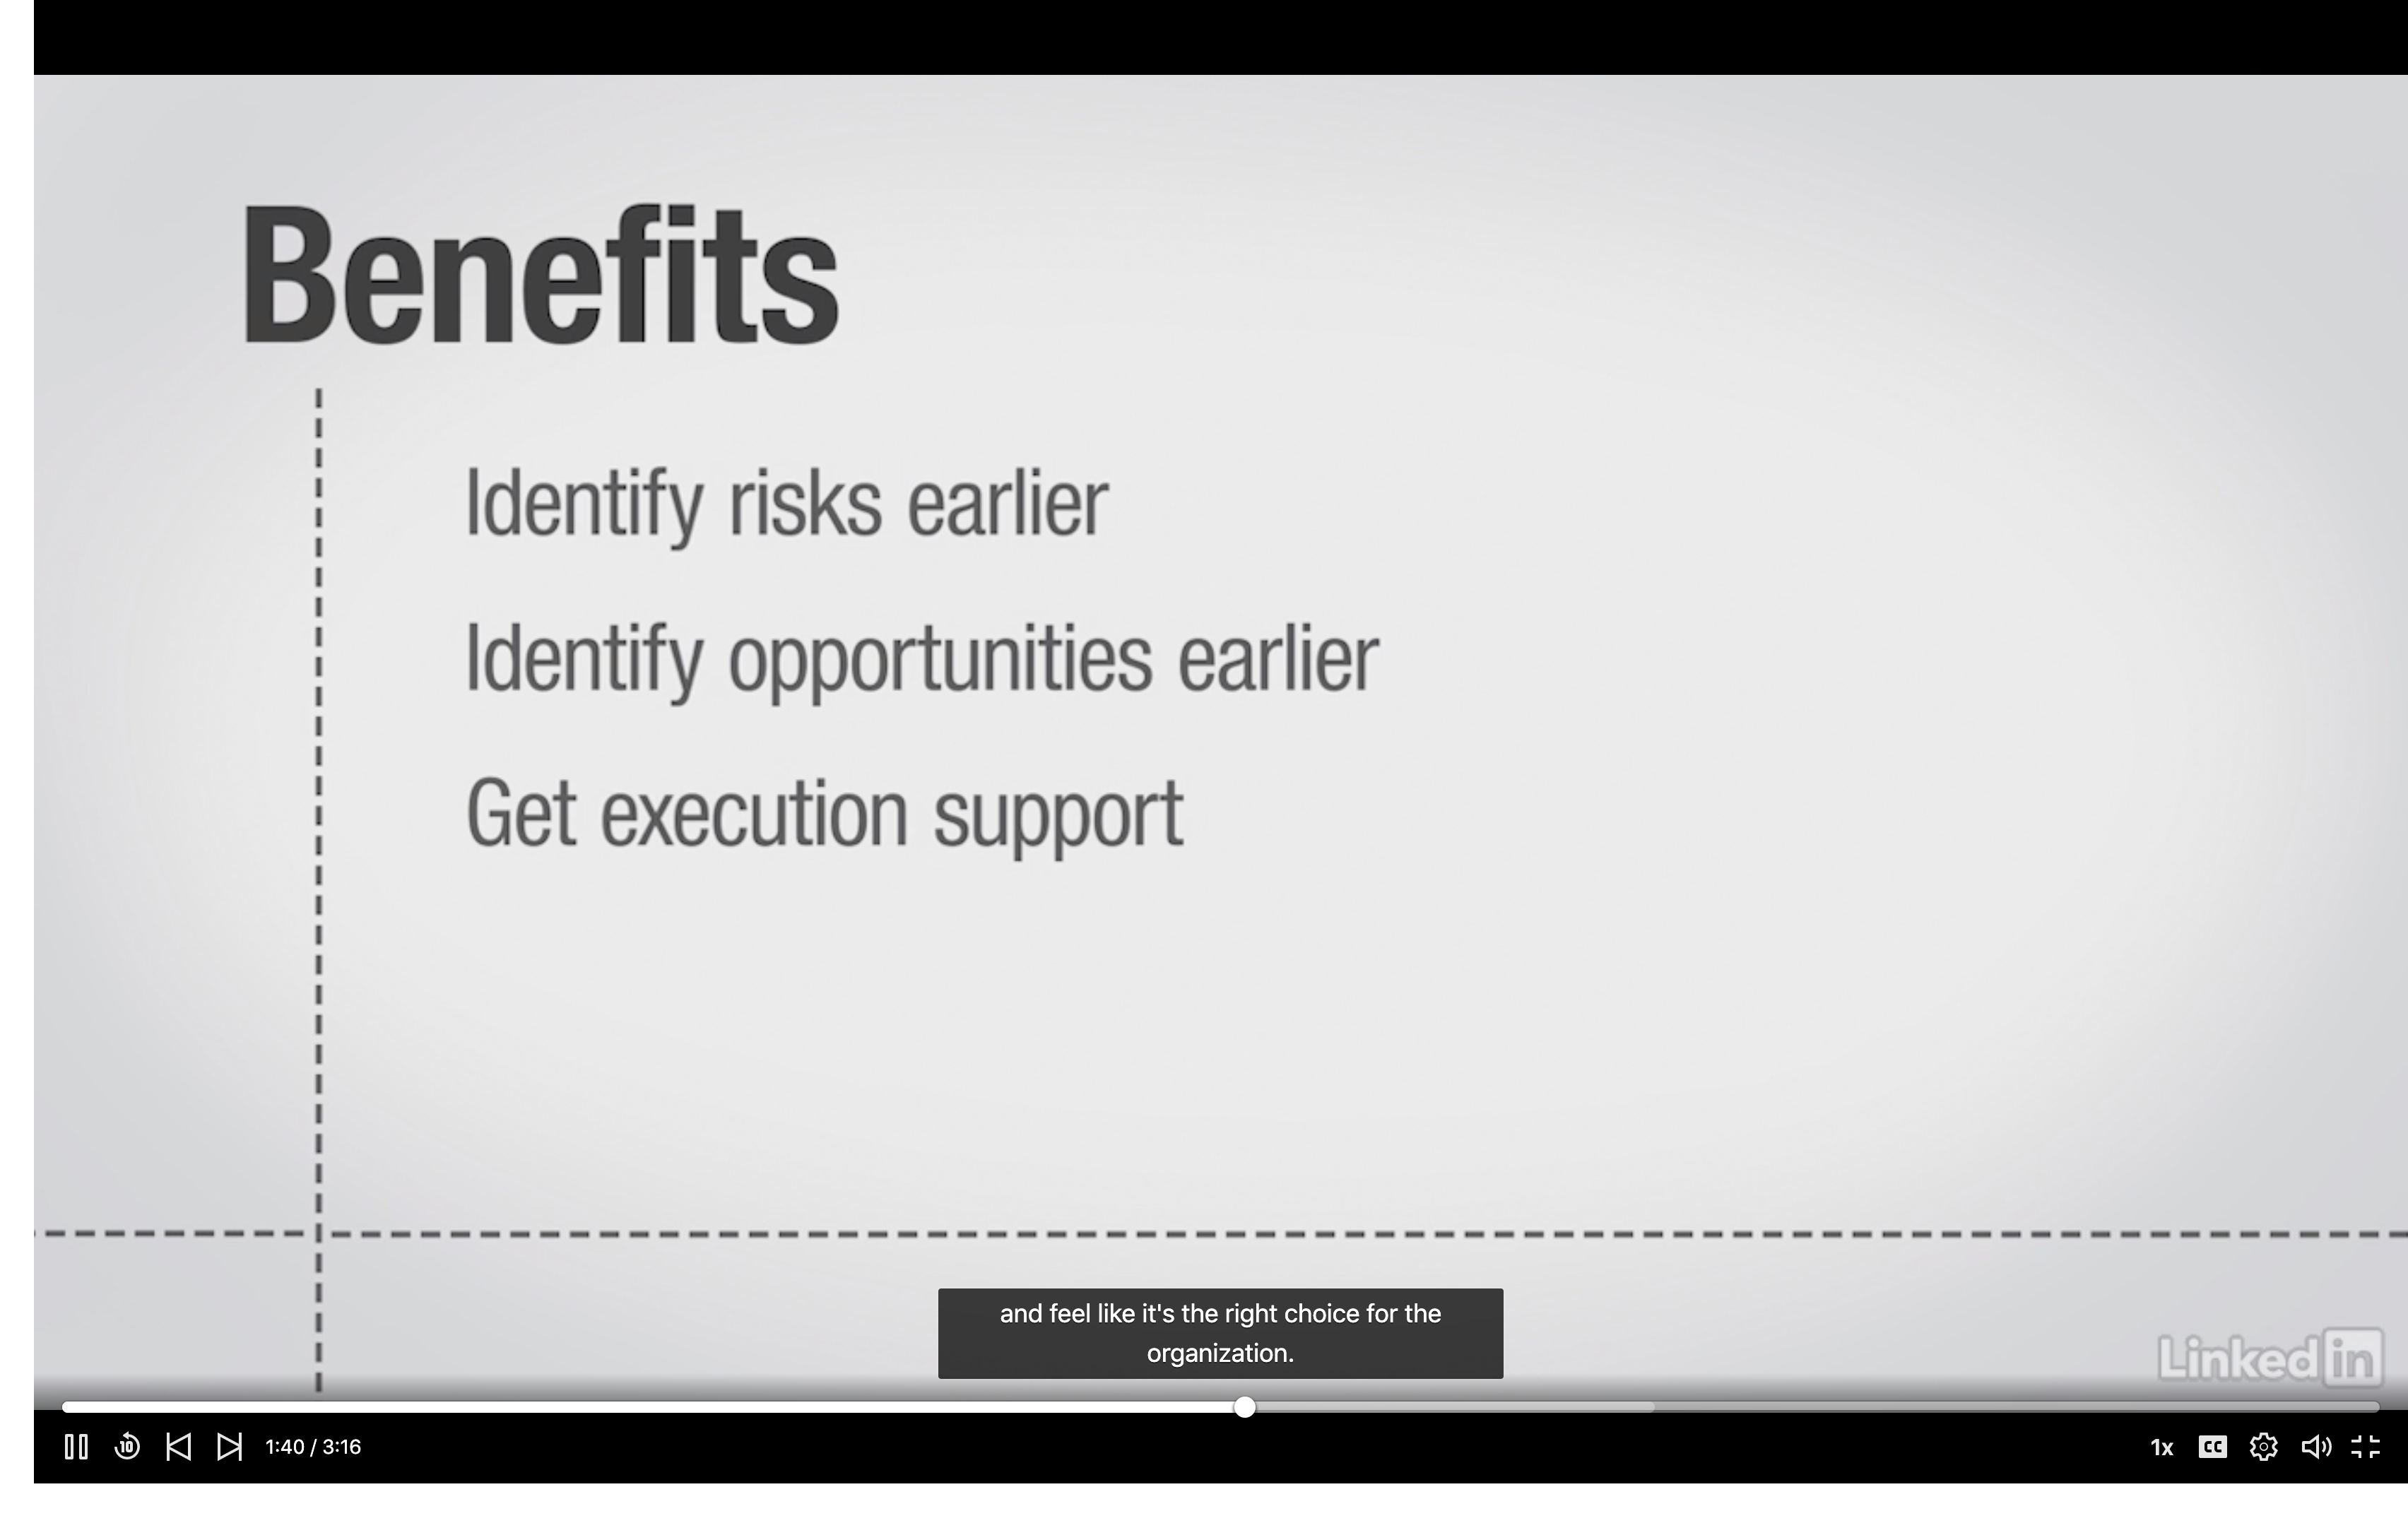 Benefits
Identify risks earlier
Identify opportunities earlier
Get execution support
and feel like it's the right choice for the
organization.
Linked in
10
1:40 / 3:16
1x
CC